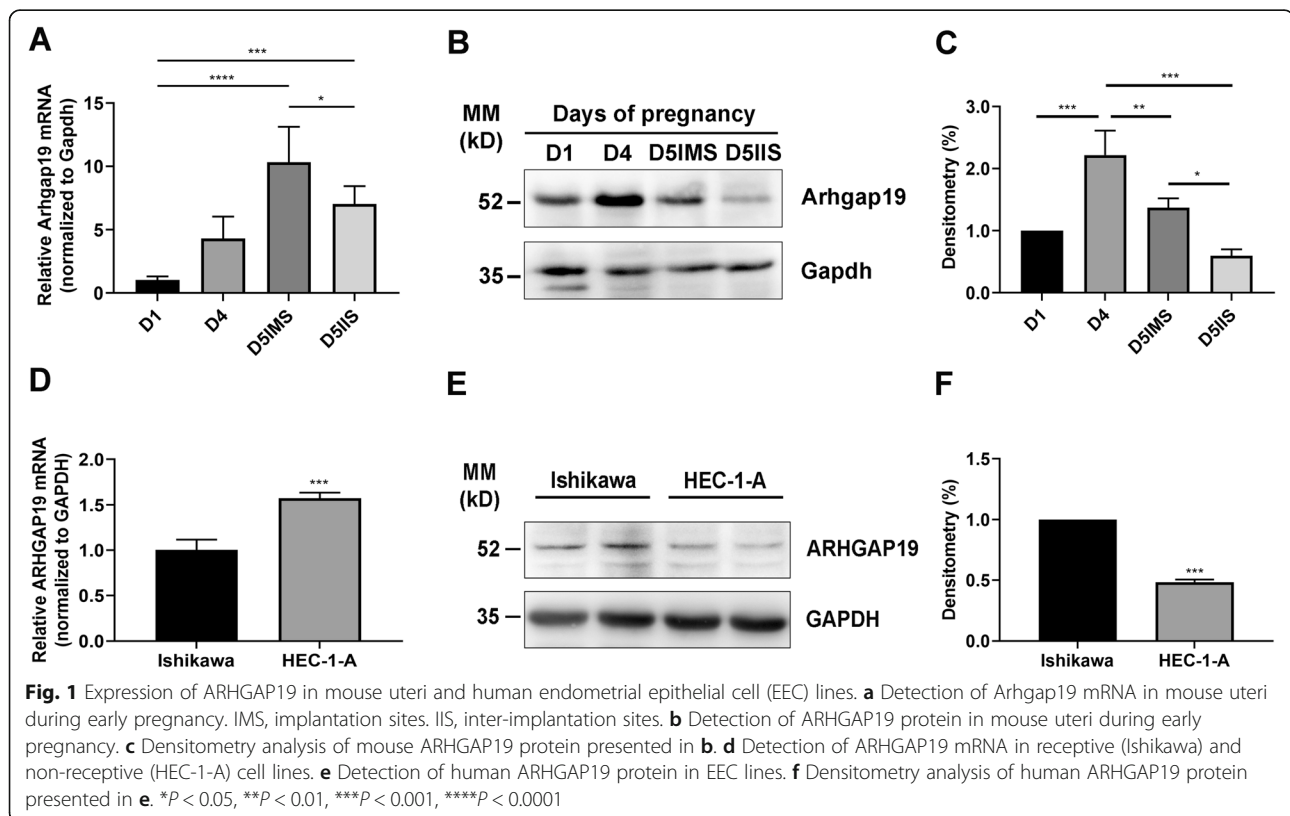 A
Relative Arhgap19 mRNA
(normalized to Gapdh)
15
10
5
0
***
****
*
D1 D4 D5IMS D5IIS
B
MM
(kD)
Days of pregnancy
D1 D4 D5IMS D5IIS
52
Arhgap19
35
Gapdh
C
Densitometry (%)
3.0
2.0
1.0
0.0
***
*** **
*
D1 D4 D5IMS D5IIS
D
Relative ARHGAP19 mRNA
(normalized to GAPDH)
2.0
1.5
1.0
0.5
0.0
***
Ishikawa HEC-1-A
E
MM
(kD)
Ishikawa HEC-1-A
52
ARHGAP19
35
GAPDH
F
Densitometry (%)
1.5
1.0
0.5
0.0
***
Ishikawa HEC-1-A
Fig. 1 Expression of ARHGAP19 in mouse uteri and human endometrial epithelial cell (EEC) lines. a Detection of Arhgap19 mRNA in mouse uteri
during early pregnancy. IMS, implantation sites. IIS, inter-implantation sites. b Detection of ARHGAP19 protein in mouse uteri during early
pregnancy. c Densitometry analysis of mouse ARHGAP19 protein presented in b. d Detection of ARHGAP19 mRNA in receptive (Ishikawa) and
non-receptive (HEC-1-A) cell lines. e Detection of human ARHGAP19 protein in EEC lines. f Densitometry analysis of human ARHGAP19 protein
presented in e. *P < 0.05, **P < 0.01, ***P < 0.001, ****P < 0.0001